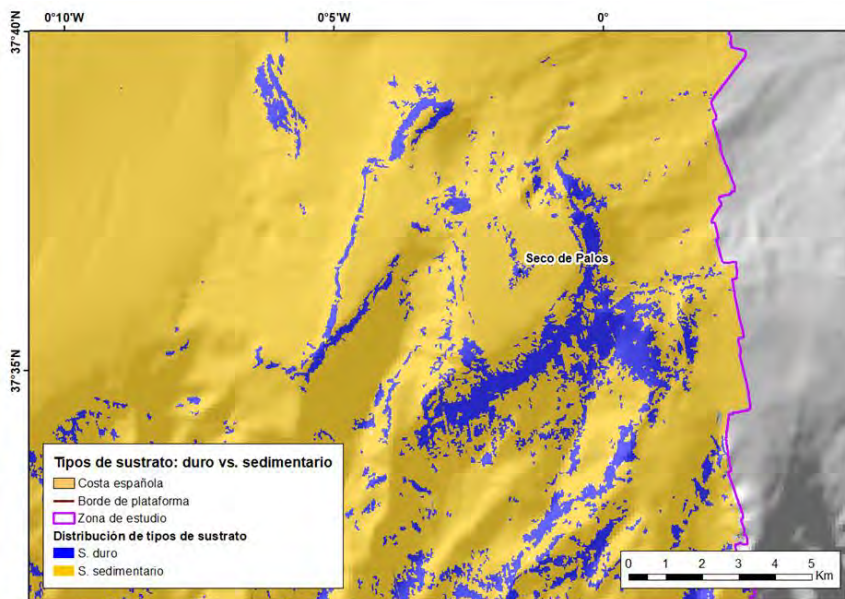 0°10'W 0°5'W 0°
37°40'N
Seco de Palos
37°35'N
Tipos de sustrato: duro vs. sedimentario
Costa española
Borde de plataforma
Zona de estudio
Distribución de tipos de sustrato
S. duro
S. sedimentario
0 1 2 3 4 5
Km